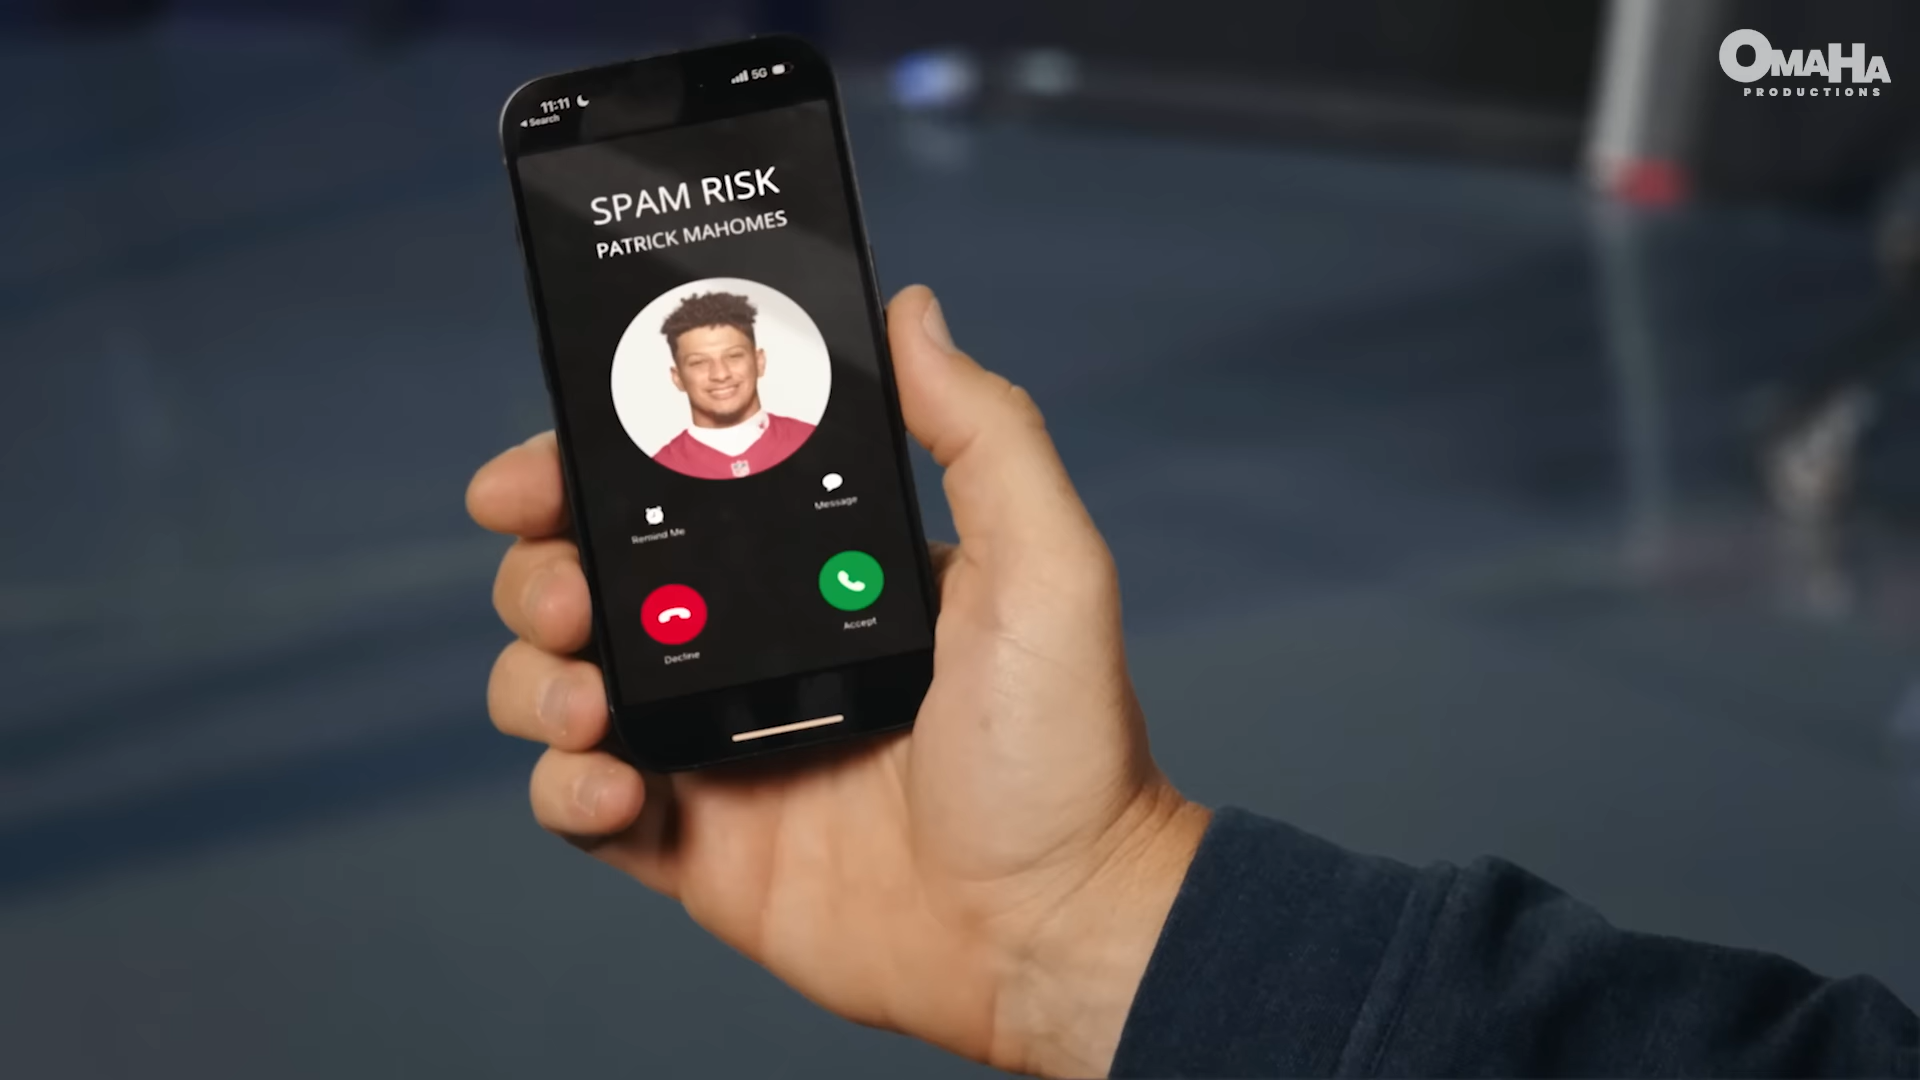 OMAHA
PRODUCTIONS
11:11
5G
Search
SPAM RISK
PATRICK MAHOMES
Remind Me
Message
Decline
Accept